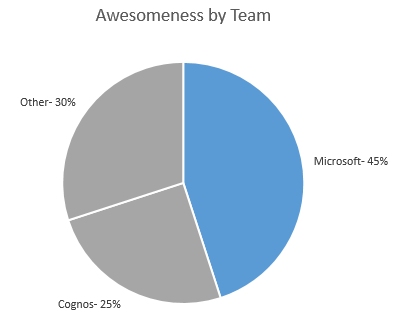 Awesomeness by Team
Other- 30%
Microsoft- 45%
Cognos- 25%